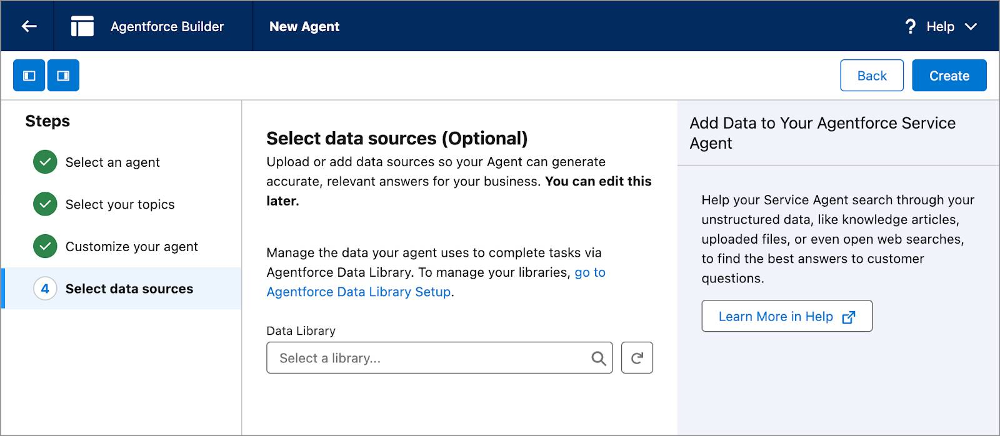 Agentforce Builder
New Agent
? Help
Back
Create
Steps
Select an agent
Select your topics
Customize your agent
4 Select data sources
Select data sources (Optional)
Upload or add data sources so your Agent can generate
accurate, relevant answers for your business. You can edit this
later.
Manage the data your agent uses to complete tasks via
Agentforce Data Library. To manage your libraries, go to
Agentforce Data Library Setup.
Data Library
Select a library...
Add Data to Your Agentforce Service
Agent
Help your Service Agent search through your
unstructured data, like knowledge articles,
uploaded files, or even open web searches,
to find the best answers to customer
questions.
Learn More in Help